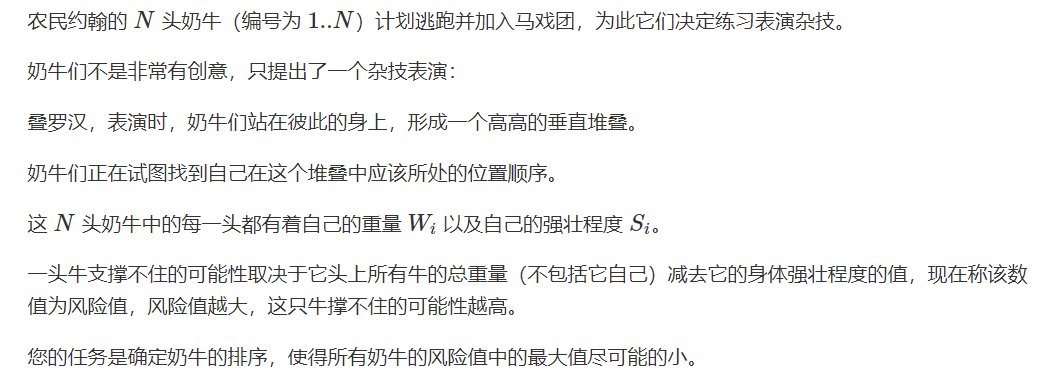 农民约翰的 N 头奶牛（编号为 1..N）计划逃跑并加入马戏团，为此它们决定练习表演杂技。
奶牛们不是非常有创意，只提出了一个杂技表演：
叠罗汉，表演时，奶牛们站在彼此的身上，形成一个高高的垂直堆叠。
奶牛们正在试图找到自己在这个堆叠中应该所处的位置顺序。
这 N 头奶牛中的每一头都有着自己的重量 W_i 以及自己的强壮程度 S_i。
一头牛支撑不住的可能性取决于它头上所有牛的总重量（不包括它自己）减去它的身体强壮程度的值，现在称该数
值为风险值，风险值越大，这只牛撑不住的可能性越高。
您的任务是确定奶牛的排序，使得所有奶牛的风险值中的最大值尽可能的小。